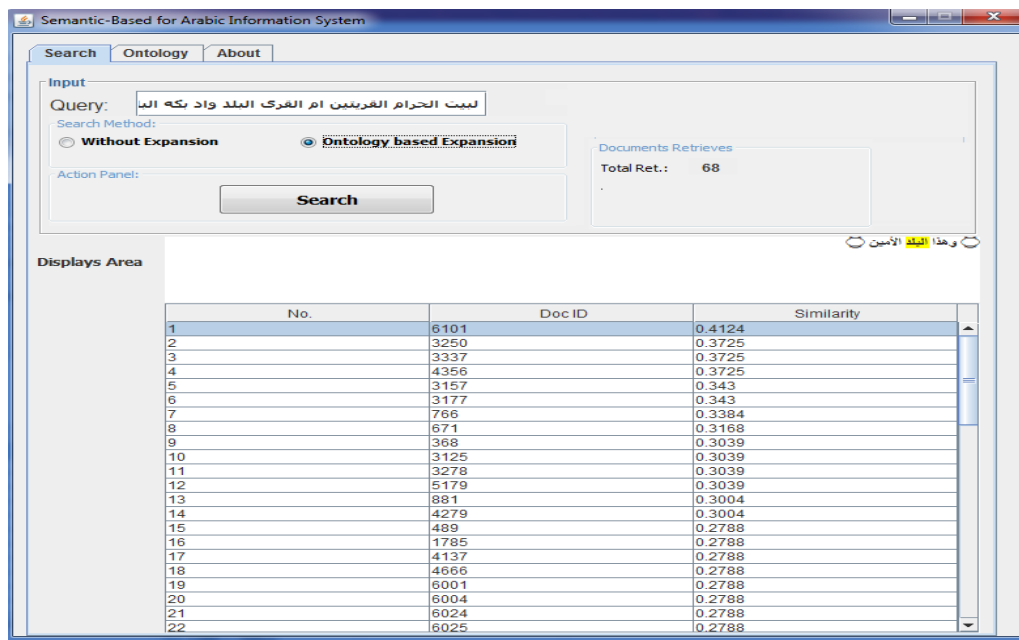 Semantic-Based for Arabic Information System
Search Ontology About
Input
Query: لبيت الحرام القريتين ام القرى البلد واد بكه الب
Search Method:
Without Expansion Ontology based Expansion
Documents Retrieves
Total Ret.: 68
Action Panel:
Search
وهذا البلد الأمين
Displays Area
No. Doc ID Similarity
1 6101 0.4124
2 3250 0.3725
3 3337 0.3725
4 4356 0.3725
5 3157 0.343
6 3177 0.343
7 766 0.3384
8 671 0.3168
9 368 0.3039
10 3125 0.3039
11 3278 0.3039
12 5179 0.3039
13 881 0.3004
14 4279 0.3004
15 489 0.2788
16 1785 0.2788
17 4137 0.2788
18 4666 0.2788
19 6001 0.2788
20 6004 0.2788
21 6024 0.2788
22 6025 0.2788